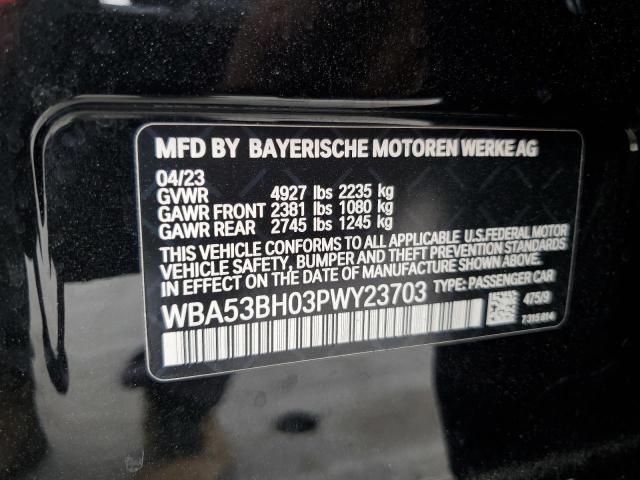 MFD BY BAYERISCHE MOTOREN WERKE AG
04/23
GVWR 4927 lbs 2235 kg
GAWR FRONT 2381 lbs 1080 kg
GAWR REAR 2745 lbs 1245 kg
THIS VEHICLE CONFORMS TO ALL APPLICABLE U.S.FEDERAL MOTOR
VEHICLE SAFETY, BUMPER, AND THEFT PREVENTION STANDARDS
IN EFFECT ON THE DATE OF MANUFACTURE SHOWN ABOVE.
WBA53BH03PWY23703 TYPE: PASSENGER CAR
475/9
7315014